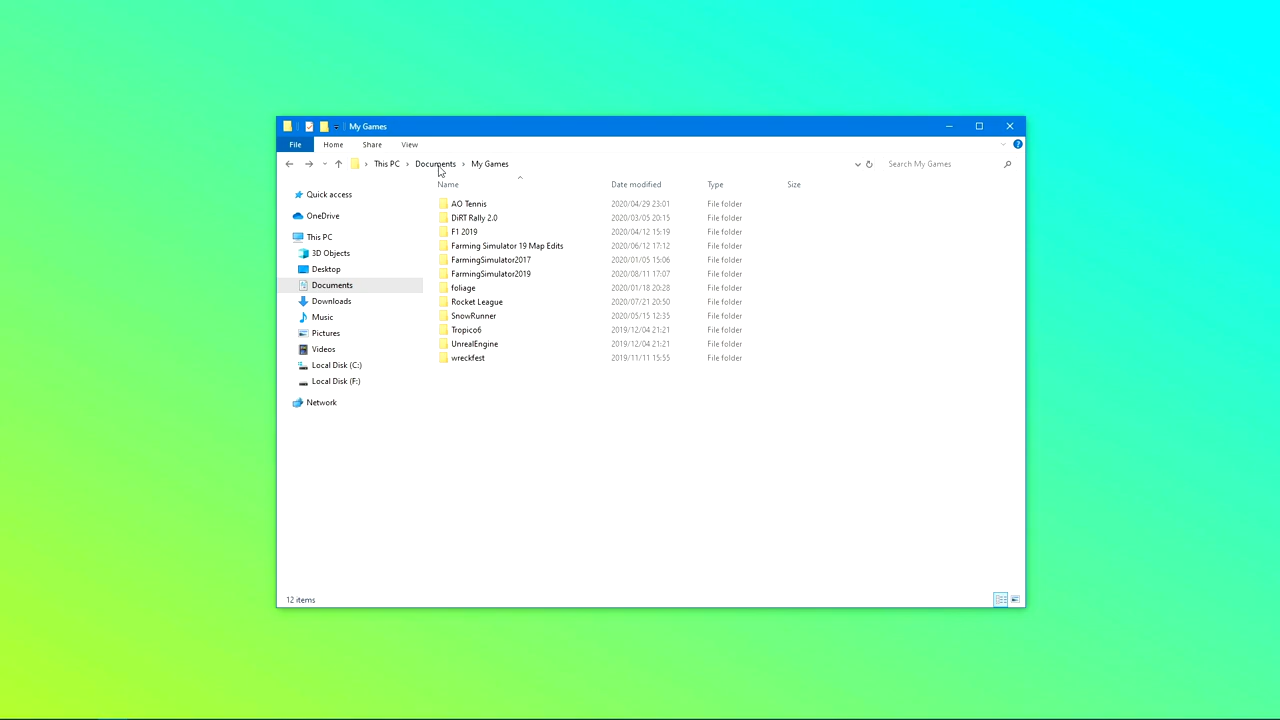 My Games
File Home Share View
This PC Documents My Games Search My Games
Name Date modified Type Size
Quick access
OneDrive
This PC
3D Objects
Desktop
Documents
Downloads
Music
Pictures
Videos
Local Disk (C:)
Local Disk (F:)
Network
AO Tennis 2020/04/29 23:01 File folder
DiRT Rally 2.0 2020/03/05 20:15 File folder
F1 2019 2020/04/12 15:19 File folder
Farming Simulator 19 Map Edits 2020/06/12 17:12 File folder
FarmingSimulator2017 2020/01/05 15:06 File folder
FarmingSimulator2019 2020/08/11 17:07 File folder
foliage 2020/01/18 20:28 File folder
Rocket League 2020/07/21 20:50 File folder
SnowRunner 2020/05/15 12:35 File folder
Tropico6 2019/12/04 21:21 File folder
UnrealEngine 2019/12/04 21:21 File folder
wreckfest 2019/11/11 15:55 File folder
12 items